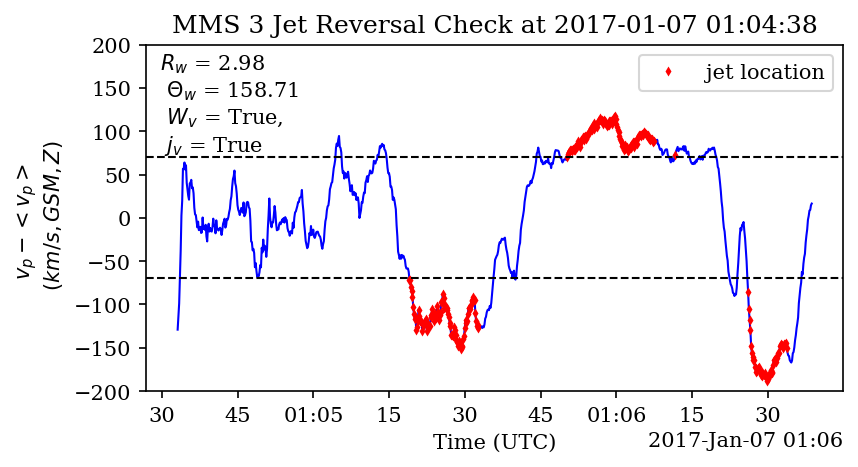 MMS 3 Jet Reversal Check at 2017-01-07 01:04:38
R_w = 2.98
Θ_w = 158.71
W_v = True,
j_v = True
jet location
v_p − < v_p >
(km/s, GSM, Z)
200
150
100
50
0
−50
−100
−150
−200
30 45 01:05 15 30 45 01:06 15 30
Time (UTC)
2017-Jan-07 01:06